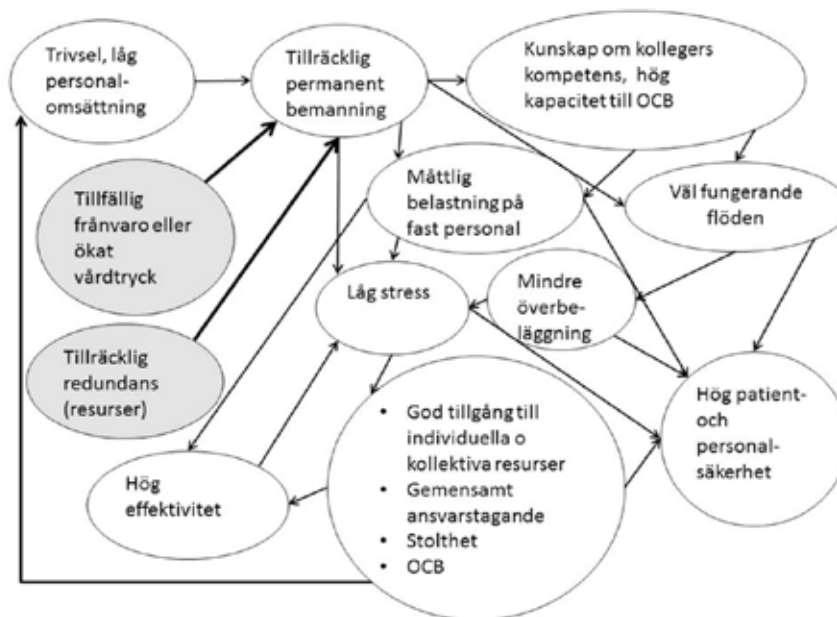 Trivsel, låg
personal-
omsättning
Tillräcklig
permanent
bemanning
Kunskap om kollegers
kompetens, hög
kapacitet till OCB
Tillfällig
frånvaro eller
ökat
vårdtryck
Måttlig
belastning på
fast personal
Väl fungerande
flöden
Låg stress
Mindre
överbe-
läggning
Tillräcklig
redundans
(resurser)
Hög patient-
och
personal-
säkerhet
• God tillgång till
individuella o
kollektiva resurser
• Gemensamt
ansvarstagande
• Stolthet
• OCB
Hög
effektivitet